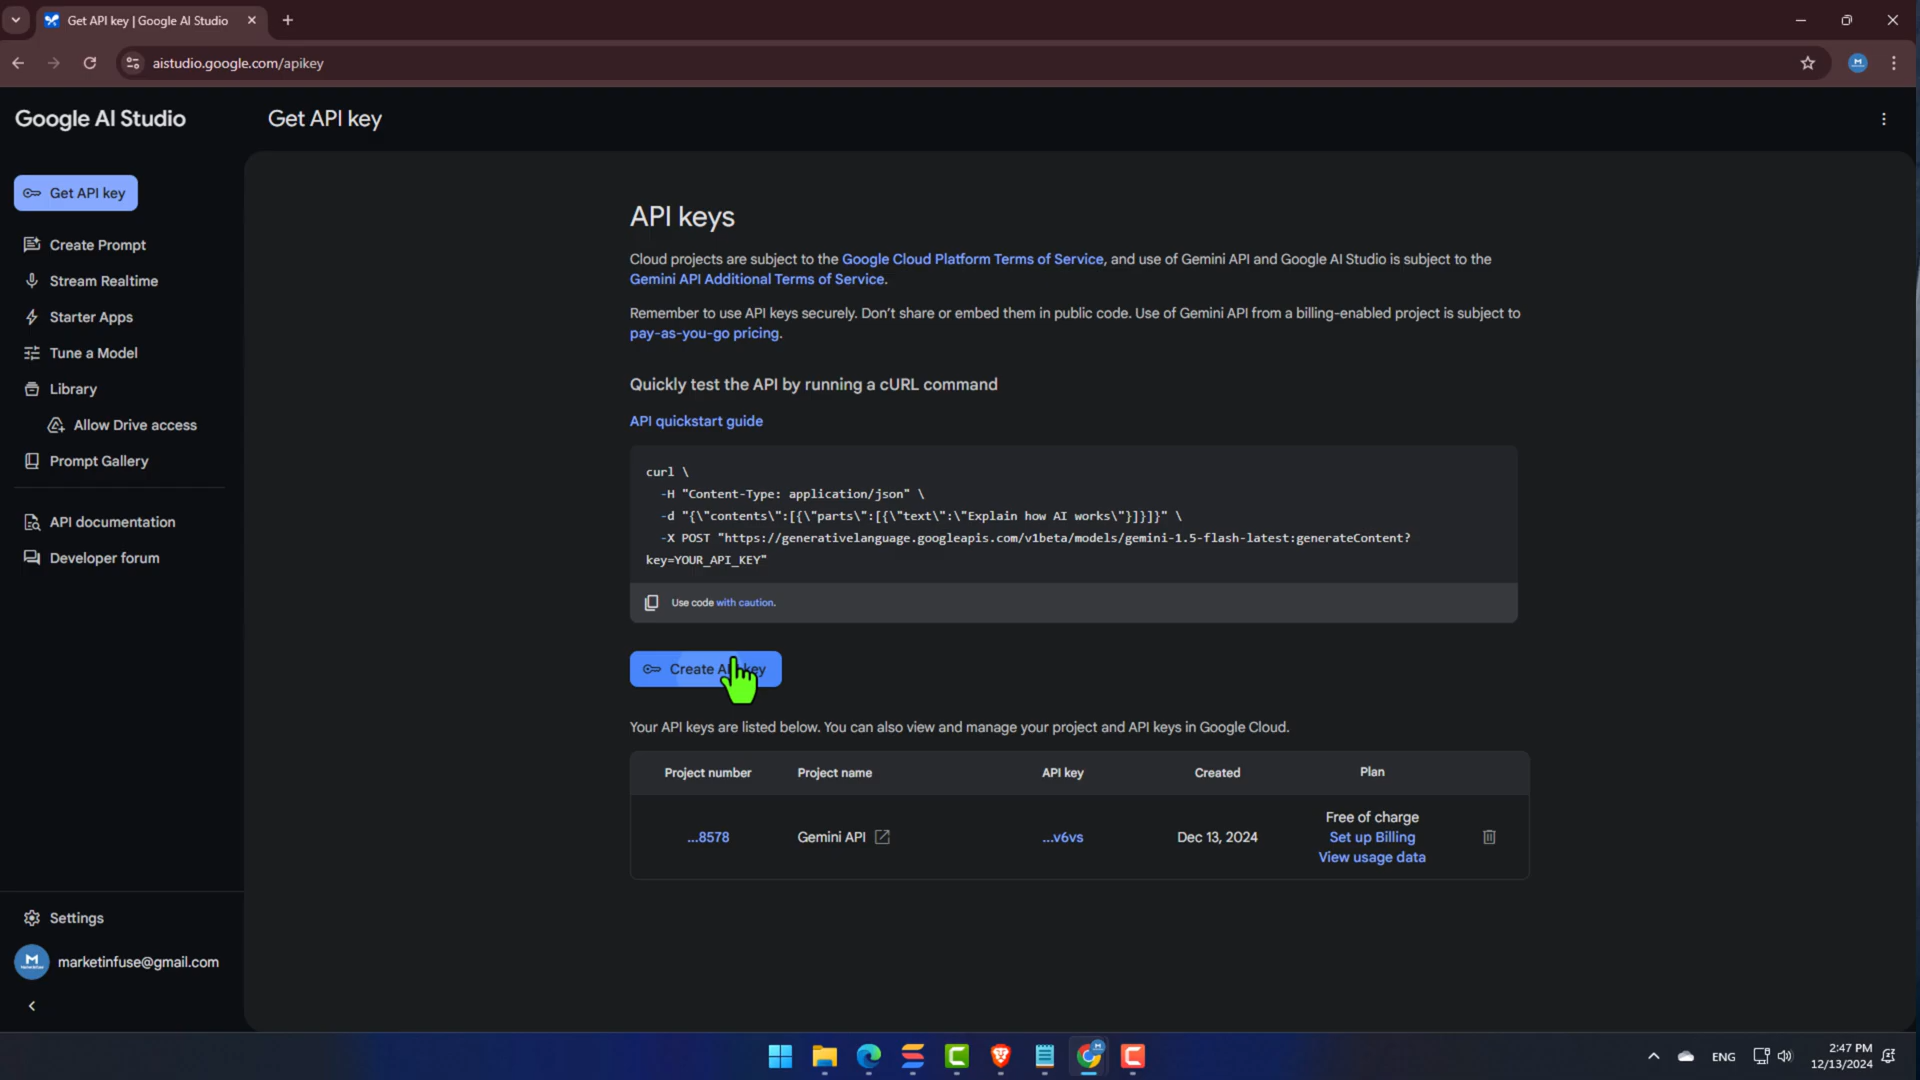 Get API key | Google AI Studio
aistudio.google.com/apikey
Google AI Studio
Get API key
Get API key
Create Prompt
Stream Realtime
Starter Apps
Tune a Model
Library
Allow Drive access
Prompt Gallery
API documentation
Developer forum
API keys
Cloud projects are subject to the Google Cloud Platform Terms of Service, and use of Gemini API and Google AI Studio is subject to the
Gemini API Additional Terms of Service.
Remember to use API keys securely. Don't share or embed them in public code. Use of Gemini API from a billing-enabled project is subject to
pay-as-you-go pricing.
Quickly test the API by running a cURL command
API quickstart guide
curl \
-H "Content-Type: application/json" \
-d "{\"contents\":[{\"parts\":[{\"text\":\"Explain how AI works\"}]}]}" \
-X POST "https://generativelanguage.googleapis.com/v1beta/models/gemini-1.5-flash-latest:generateContent?
key=YOUR_API_KEY"
Use code with caution.
Create API key
Your API keys are listed below. You can also view and manage your project and API keys in Google Cloud.
Project number Project name API key Created Plan
...8578 Gemini API ...v6vs Dec 13, 2024 Free of charge
Set up Billing
View usage data
Settings
M
marketinfuse@gmail.com
ENG
2:47 PM
12/13/2024